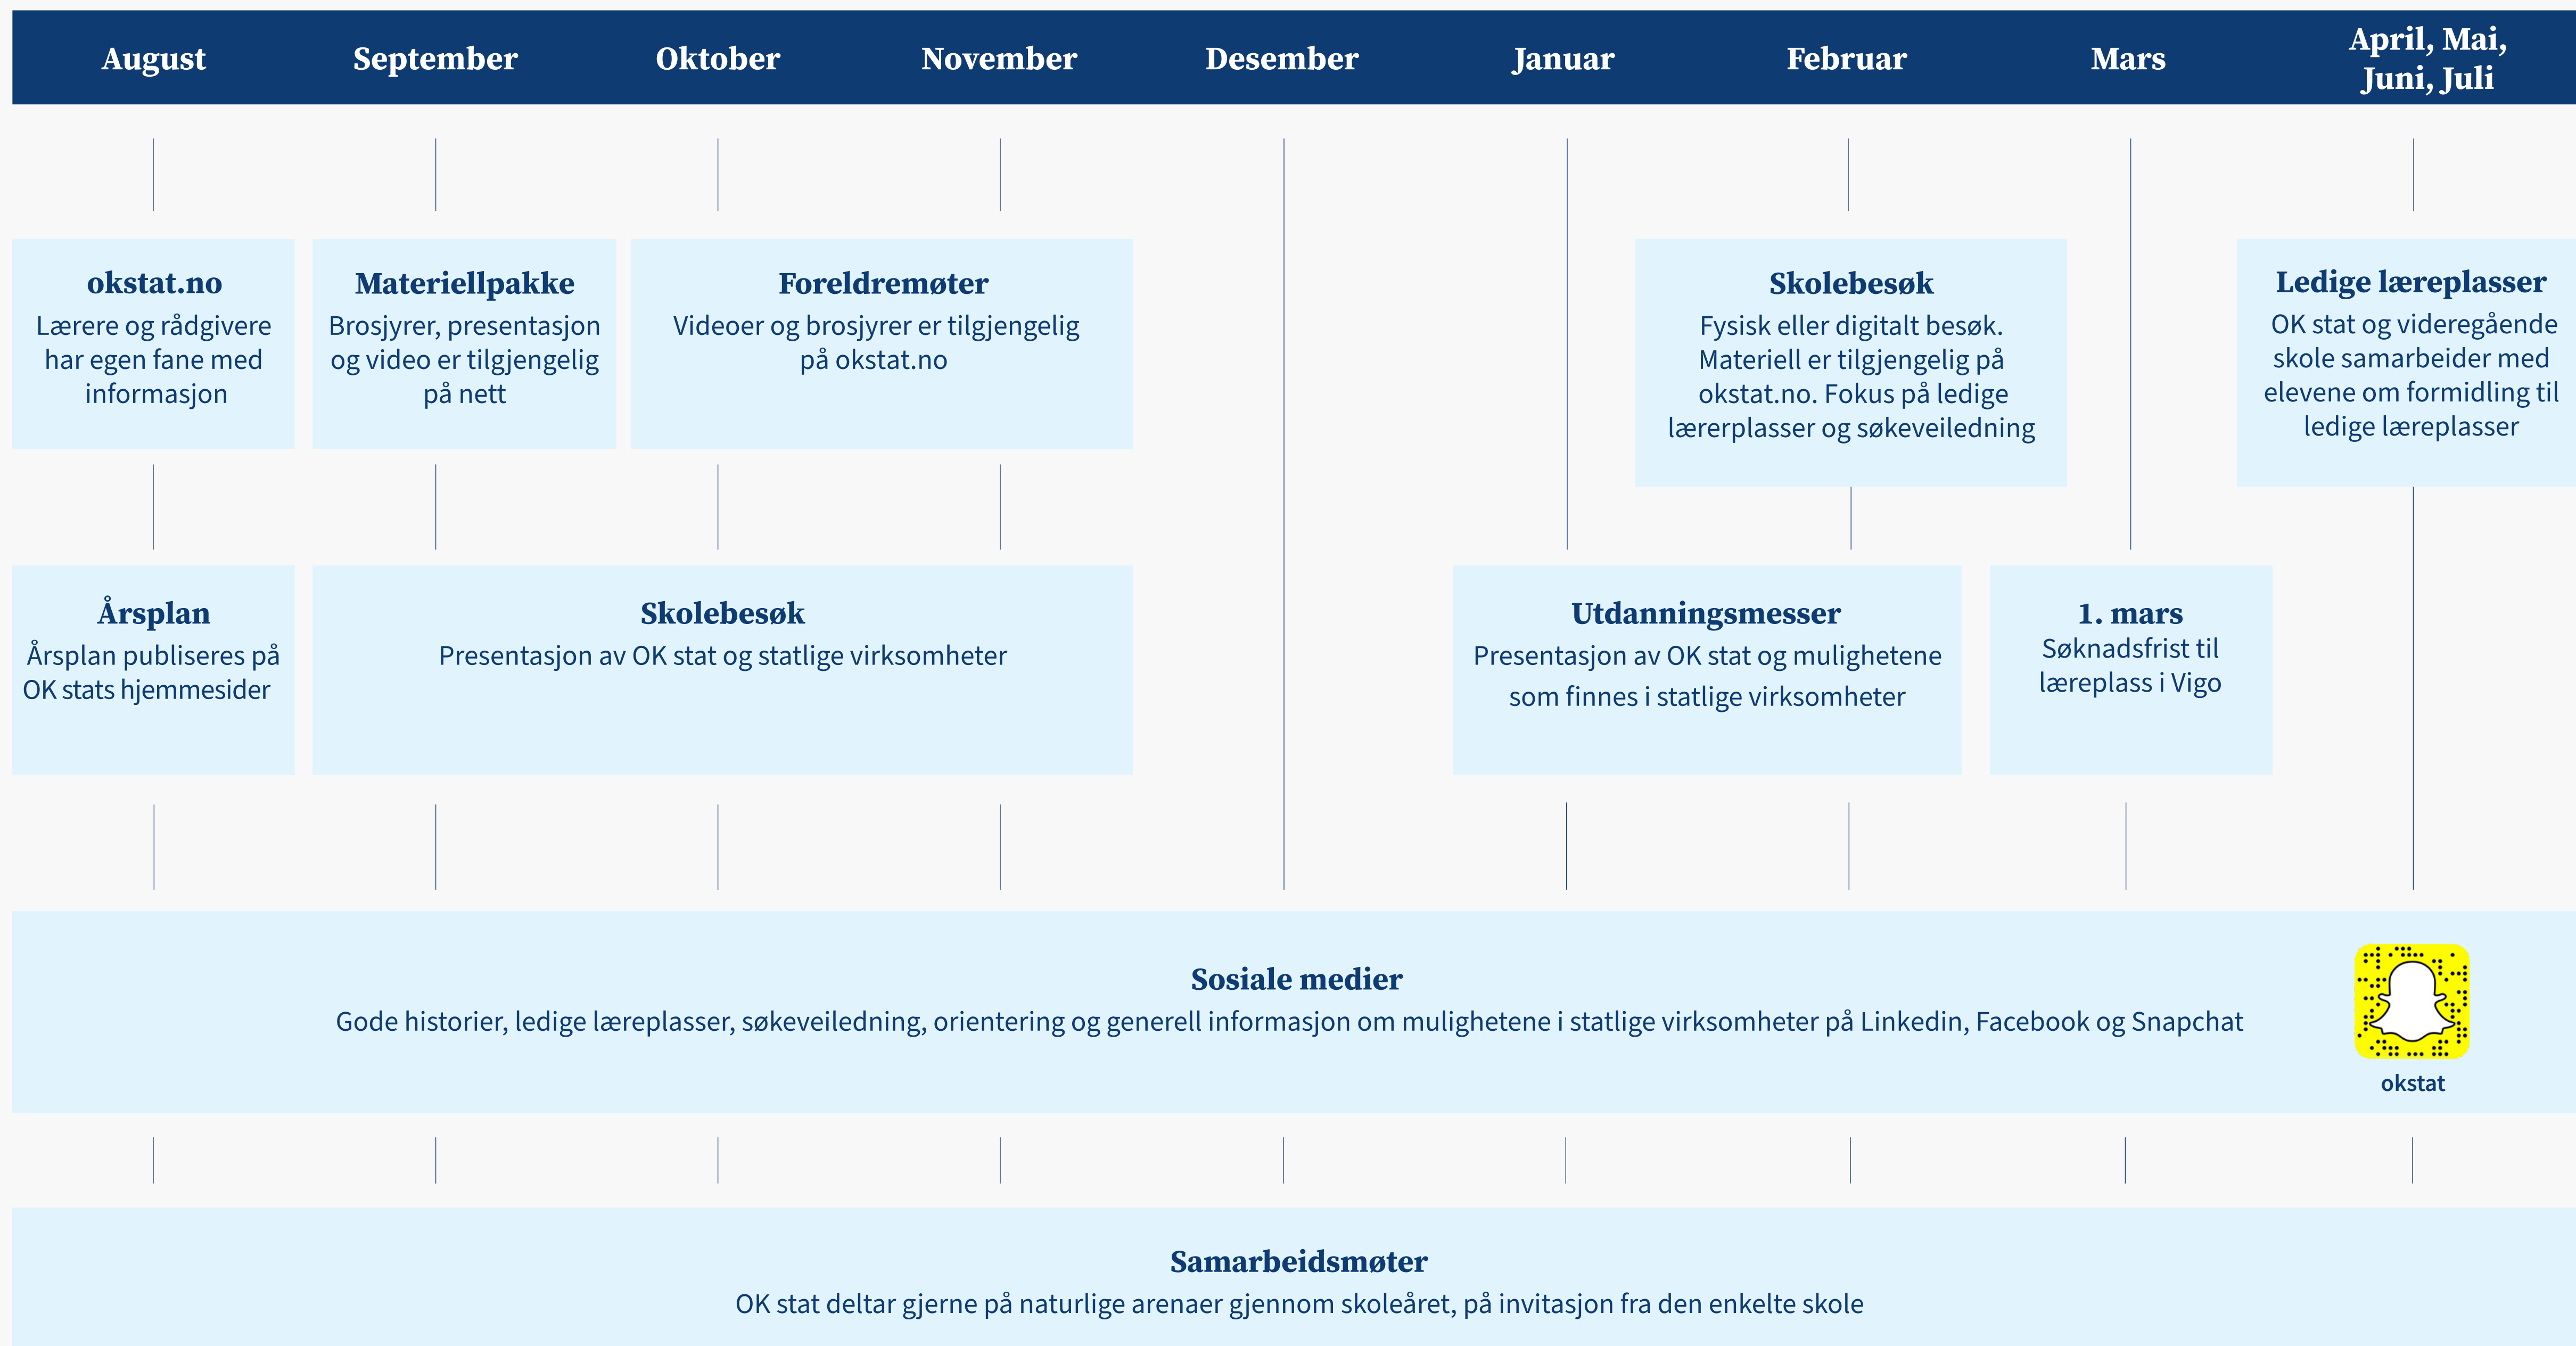 August
September
Oktober
November
Desember
Januar
Februar
Mars
April, Mai,
Juni, Juli
okstat.no
Lærere og rådgivere
har egen fane med
informasjon
Materiellpakke
Brosjyrer, presentasjon
og video er tilgjengelig
på nett
Foreldremøter
Videoer og brosjyrer er tilgjengelig
på okstat.no
Skolebesøk
Fysisk eller digitalt besøk.
Materiell er tilgjengelig på
okstat.no. Fokus på ledige
lærerplasser og søkeveiledning
Ledige læreplasser
OK stat og videregående
skole samarbeider med
elevene om formidling til
ledige læreplasser
Årsplan
Årsplan publiseres på
OK stats hjemmesider
Skolebesøk
Presentasjon av OK stat og statlige virksomheter
Utdanningsmesser
Presentasjon av OK stat og mulighetene
som finnes i statlige virksomheter
1. mars
Søknadsfrist til
læreplass i Vigo
Sosiale medier
Gode historier, ledige læreplasser, søkeveiledning, orientering og generell informasjon om mulighetene i statlige virksomheter på Linkedin, Facebook og Snapchat
okstat
Samarbeidsmøter
OK stat deltar gjerne på naturlige arenaer gjennom skoleåret, på invitasjon fra den enkelte skole